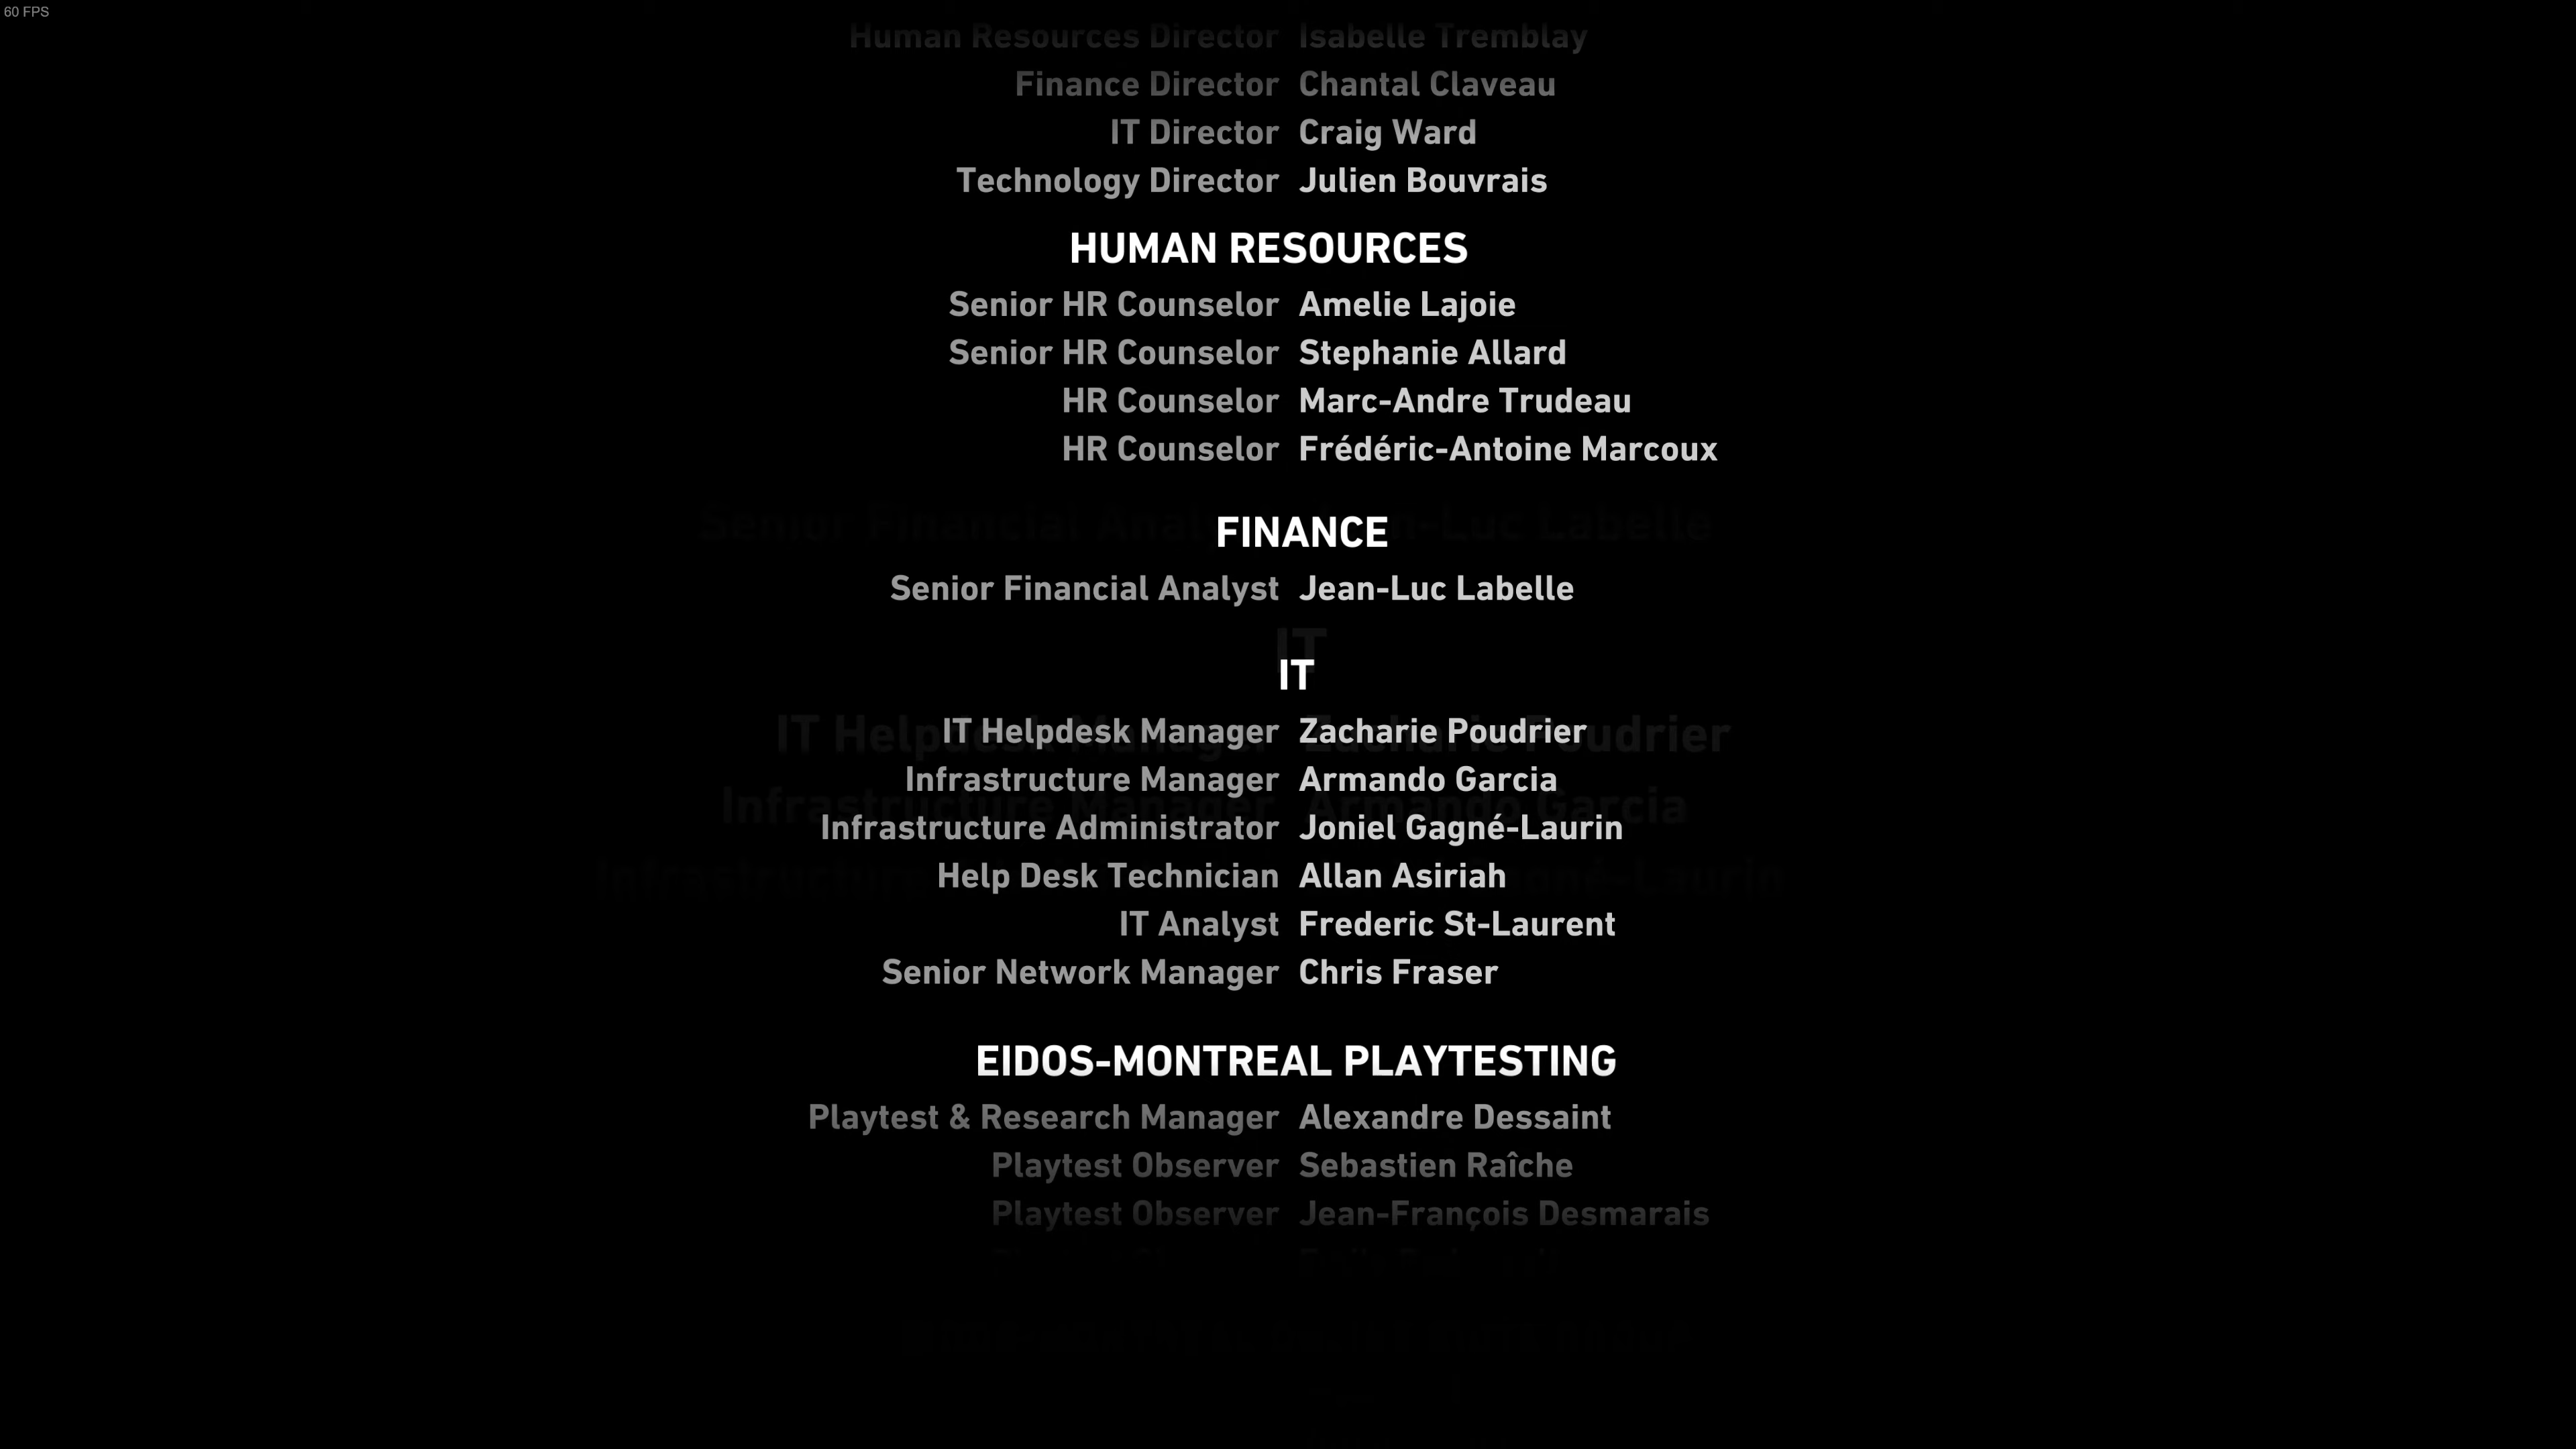 60 FPS
Human Resources Director Isabelle Tremblay
Finance Director Chantal Claveau
IT Director Craig Ward
Technology Director Julien Bouvrais
HUMAN RESOURCES
Senior HR Counselor Amelie Lajoie
Senior HR Counselor Stephanie Allard
HR Counselor Marc-Andre Trudeau
HR Counselor Frédéric-Antoine Marcoux
FINANCE
Senior Financial Analyst Jean-Luc Labelle
IT
IT Helpdesk Manager Zacharie Poudrier
Infrastructure Manager Armando Garcia
Infrastructure Administrator Joniel Gagné-Laurin
Help Desk Technician Allan Asiriah
IT Analyst Frederic St-Laurent
Senior Network Manager Chris Fraser
EIDOS-MONTREAL PLAYTESTING
Playtest & Research Manager Alexandre Dessaint
Playtest Observer Sebastien Raîche
Playtest Observer Jean-François Desmarais